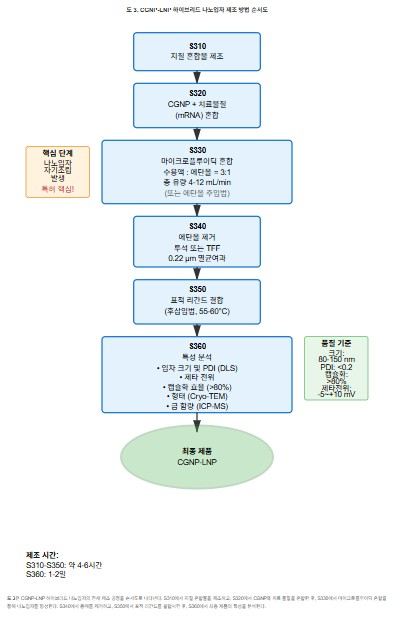 도 3. CGNP-LNP 하이브리드 나노입자 제조 방법 순서도
S310
지질 혼합물 제조
S320
CGNP + 치료물질
(mRNA) 혼합
핵심 단계
나노입자
자기조립
발생
특허 핵심!
S330
마이크로플루이딕 혼합
수용액 : 에탄올 = 3:1
총 유량 4-12 mL/min
(또는 에탄올 주입법)
S340
에탄올 제거
투석 또는 TFF
0.22 μm 멸균여과
S350
표적 리간드 결합
(후삽입법, 55-60°C)
S360
특성 분석
• 입자 크기 및 PDI (DLS)
• 제타 전위
• 캡슐화 효율 (>80%)
• 형태 (Cryo-TEM)
• 금 함량 (ICP-MS)
품질 기준
크기:
80-150 nm
PDI: <0.2
캡슐화:
>80%
제타전위:
-5~+10 mV
최종 제품
CGNP-LNP
제조 시간:
S310-S350: 약 4-6시간
S360: 1-2일